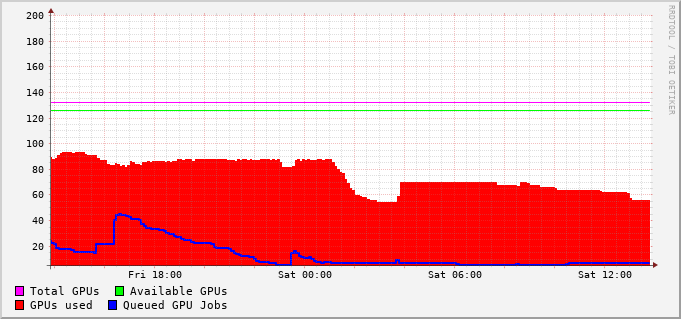 200
180
160
140
120
100
80
60
40
20
Fri 18:00 Sat 00:00 Sat 06:00 Sat 12:00
Total GPUs Available GPUs
GPUs used Queued GPU Jobs
RRDTOOL / TOBI OETIKER